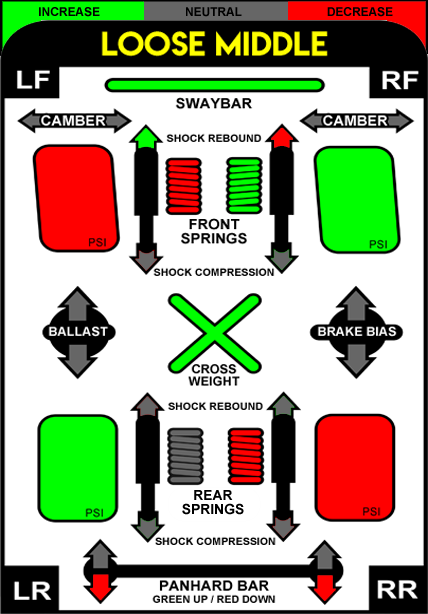 INCREASE NEUTRAL DECREASE
LOOSE MIDDLE
LF RF
SWAYBAR
CAMBER CAMBER
SHOCK REBOUND
PSI PSI
FRONT
SPRINGS
SHOCK COMPRESSION
BALLAST BRAKE BIAS
CROSS
WEIGHT
SHOCK REBOUND
REAR
SPRINGS
PSI PSI
SHOCK COMPRESSION
LR RR
PANHARD BAR
GREEN UP / RED DOWN